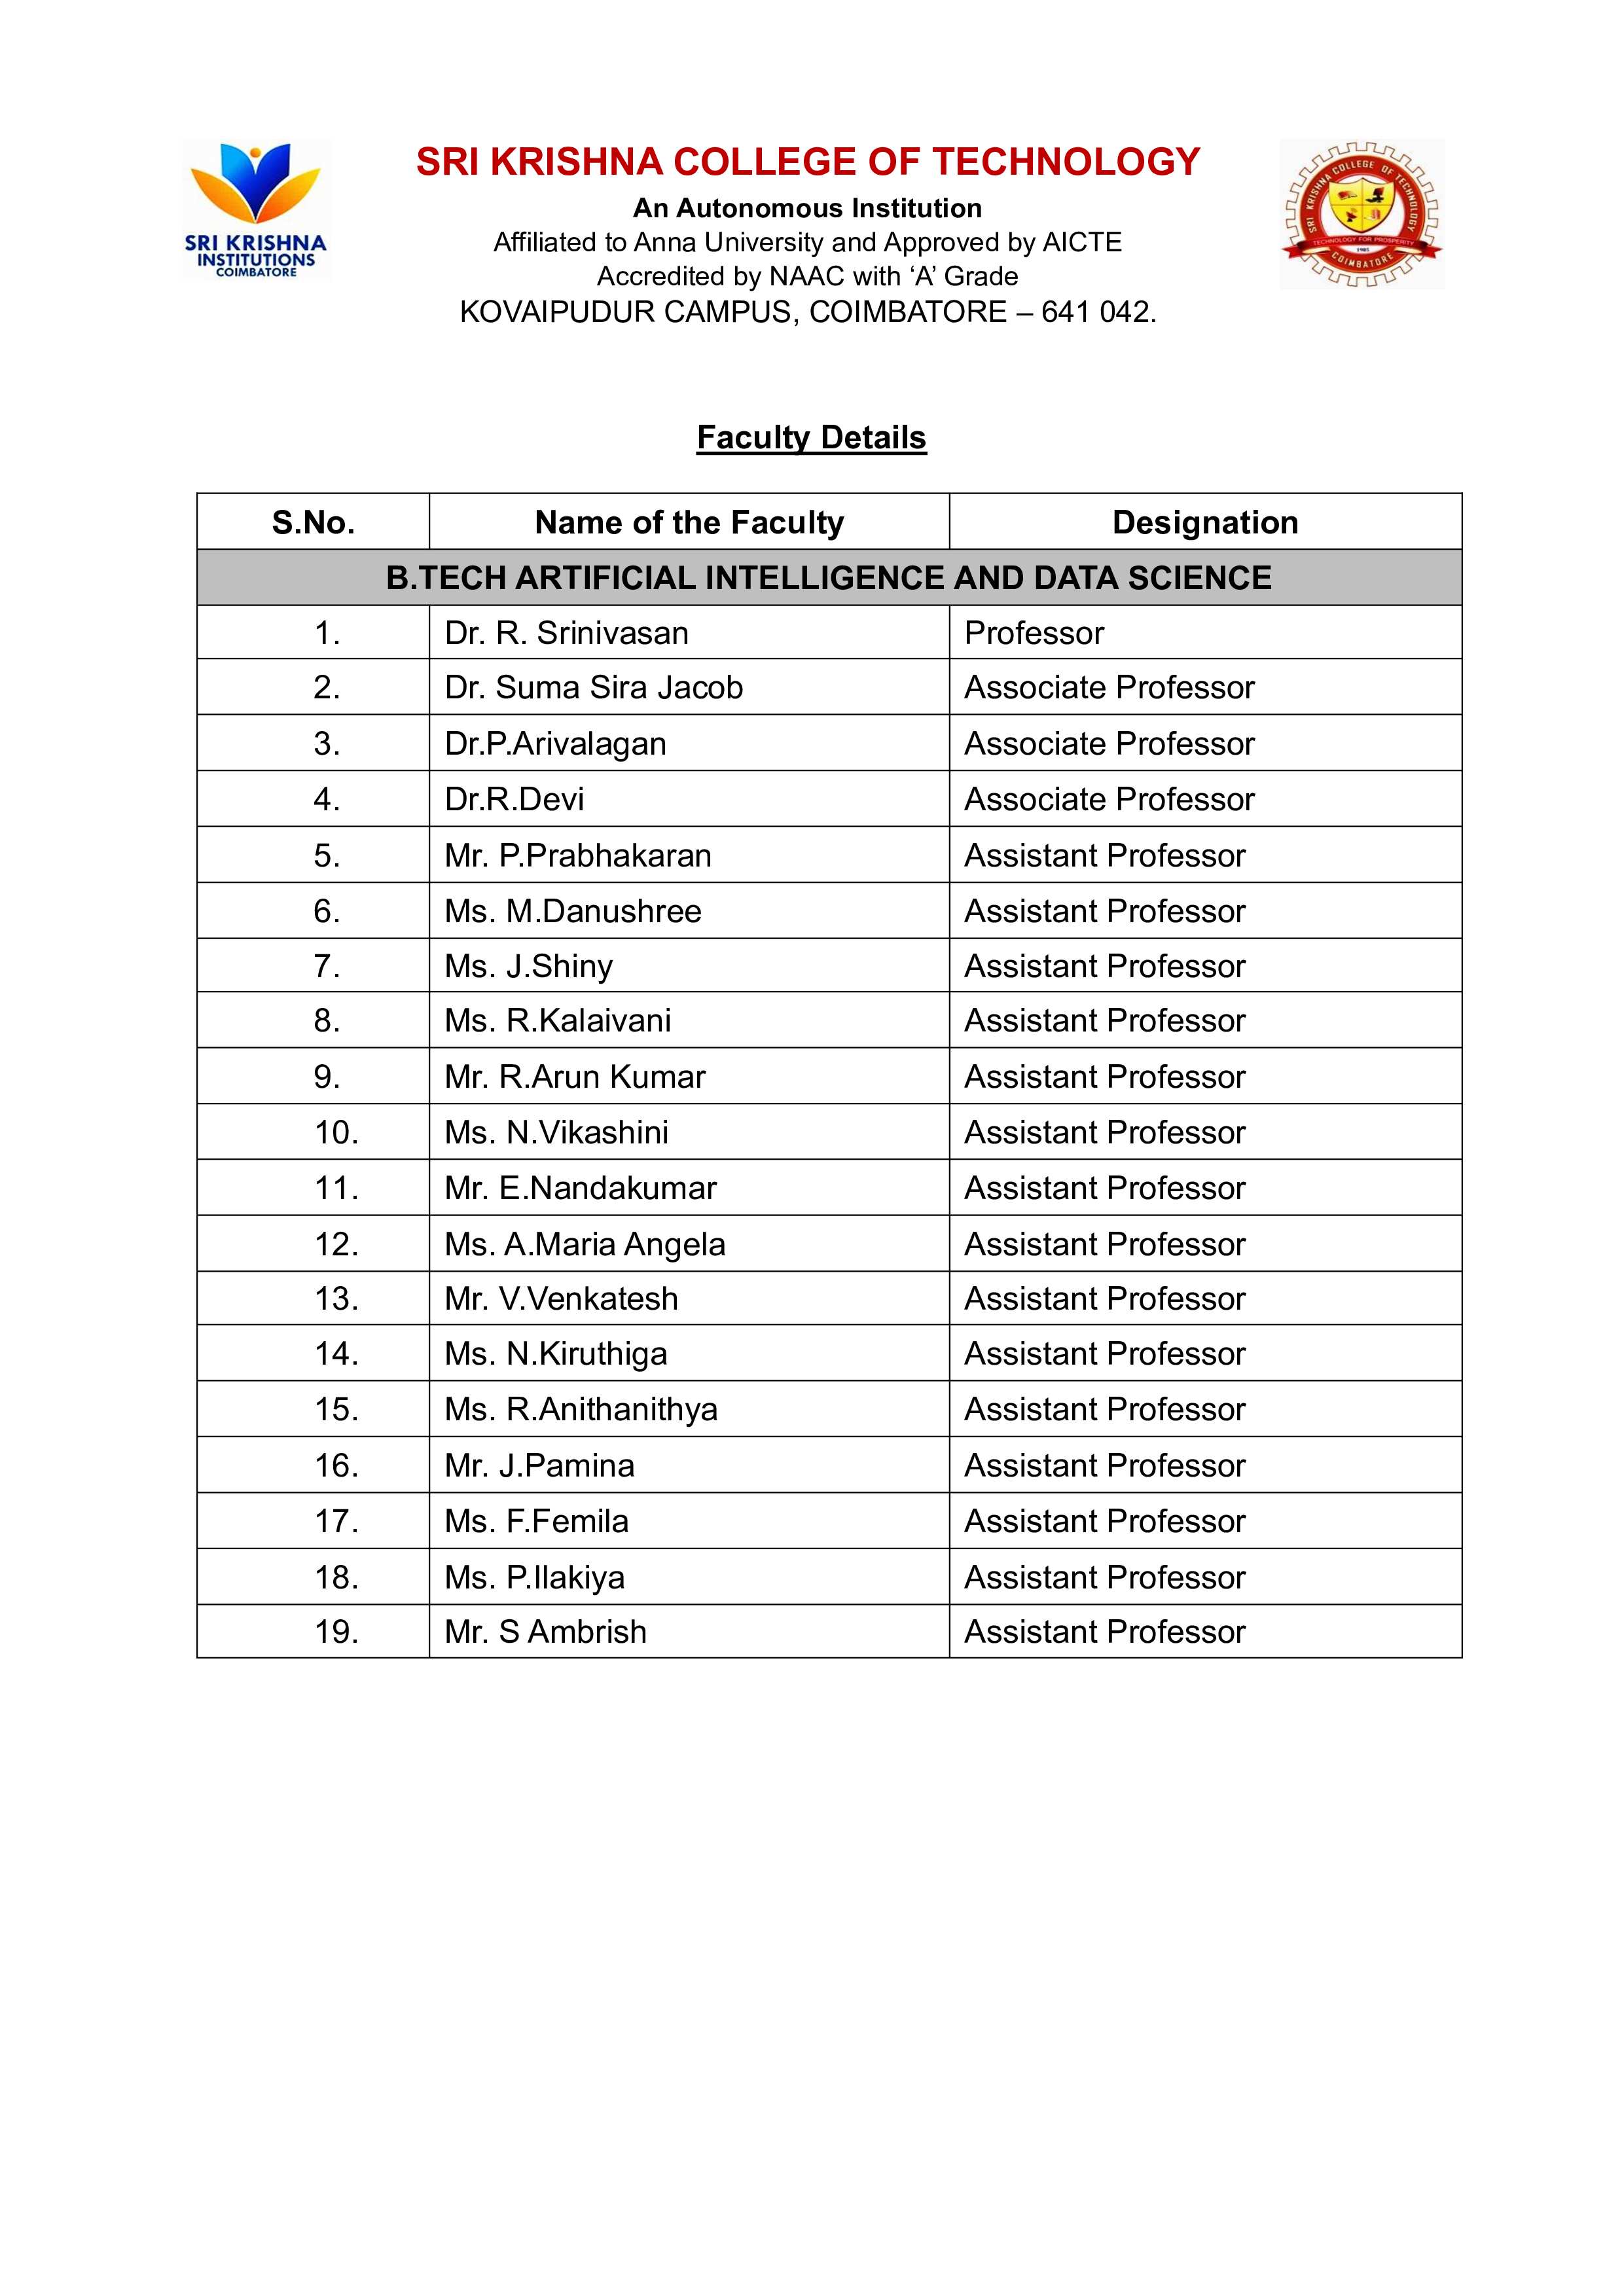 SRI KRISHNA
INSTITUTIONS
COIMBATORE
SRI KRISHNA COLLEGE OF TECHNOLOGY
An Autonomous Institution
Affiliated to Anna University and Approved by AICTE
Accredited by NAAC with ‘A’ Grade
KOVAIPUDUR CAMPUS, COIMBATORE – 641 042.
SRI KRISHNA COLLEGE OF TECHNOLOGY
TECHNOLOGY FOR PROSPERITY
1985
COIMBATORE
Faculty Details
S.No. Name of the Faculty Designation
B.TECH ARTIFICIAL INTELLIGENCE AND DATA SCIENCE
1. Dr. R. Srinivasan Professor
2. Dr. Suma Sira Jacob Associate Professor
3. Dr.P.Arivalagan Associate Professor
4. Dr.R.Devi Associate Professor
5. Mr. P.Prabhakaran Assistant Professor
6. Ms. M.Danushree Assistant Professor
7. Ms. J.Shiny Assistant Professor
8. Ms. R.Kalaivani Assistant Professor
9. Mr. R.Arun Kumar Assistant Professor
10. Ms. N.Vikashini Assistant Professor
11. Mr. E.Nandakumar Assistant Professor
12. Ms. A.Maria Angela Assistant Professor
13. Mr. V.Venkatesh Assistant Professor
14. Ms. N.Kiruthiga Assistant Professor
15. Ms. R.Anithanithya Assistant Professor
16. Mr. J.Pamina Assistant Professor
17. Ms. F.Femila Assistant Professor
18. Ms. P.Ilakiya Assistant Professor
19. Mr. S Ambrish Assistant Professor